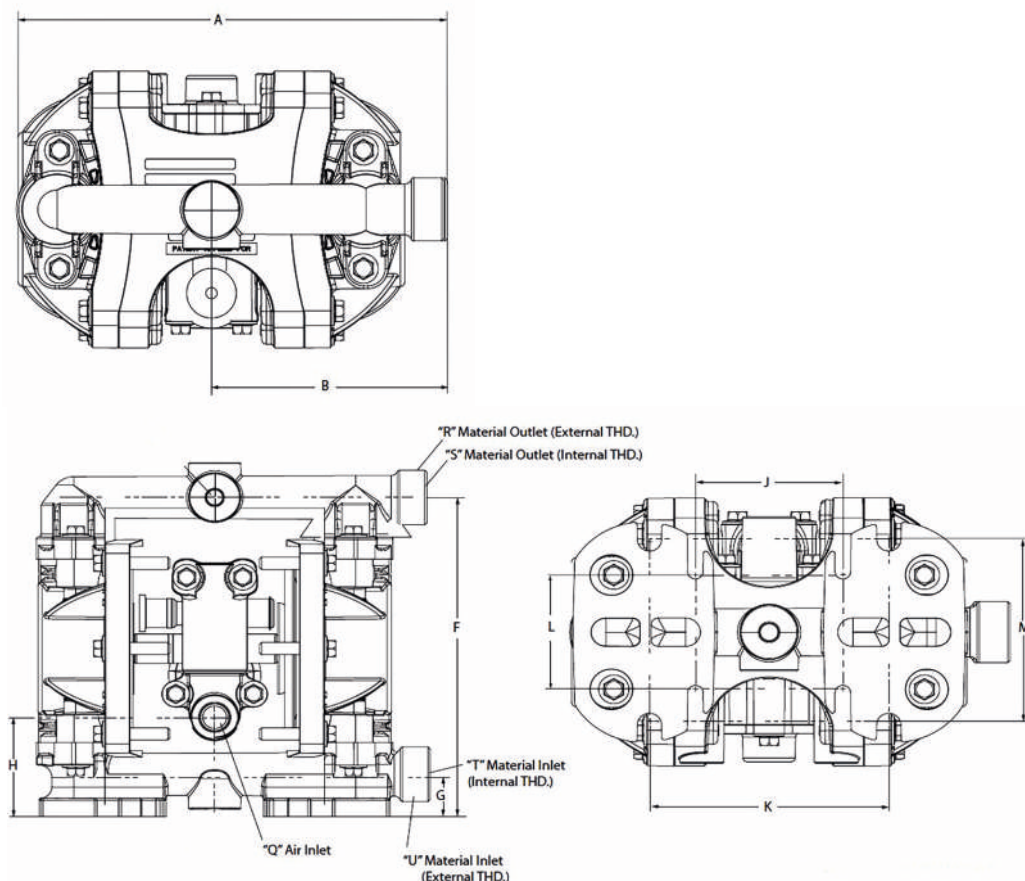 A
B
"R" Material Outlet (External THD.)
"S" Material Outlet (Internal THD.)
J
F
L
M
H
G
"T" Material Inlet
(Internal THD.)
K
"Q" Air Inlet
"U" Material Inlet
(External THD.)